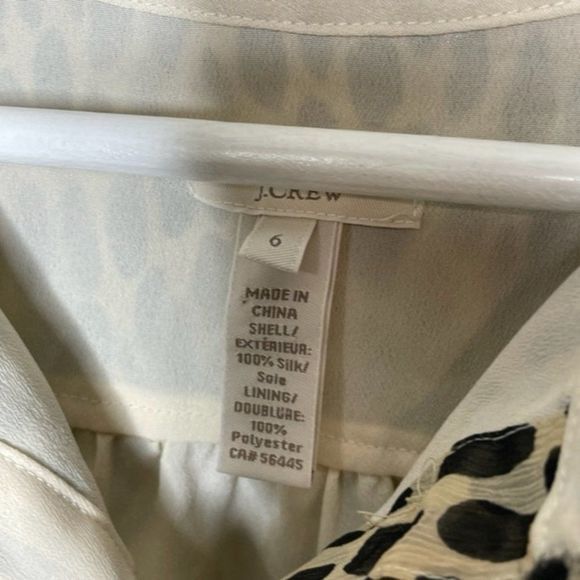 J.CREW
6
MADE IN
CHINA
SHELL/
EXTÉRIEUR:
100% Silk/
Soie
LINING/
DOUBLURE:
100%
Polyester
CA# 56445